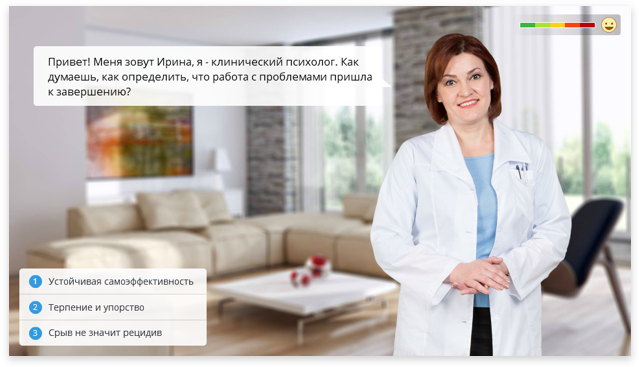 Привет! Меня зовут Ирина, я - клинический психолог. Как
думаешь, как определить, что работа с проблемами пришла
к завершению?
1 Устойчивая самоэффективность
2 Терпение и упорство
3 Срыв не значит рецидив